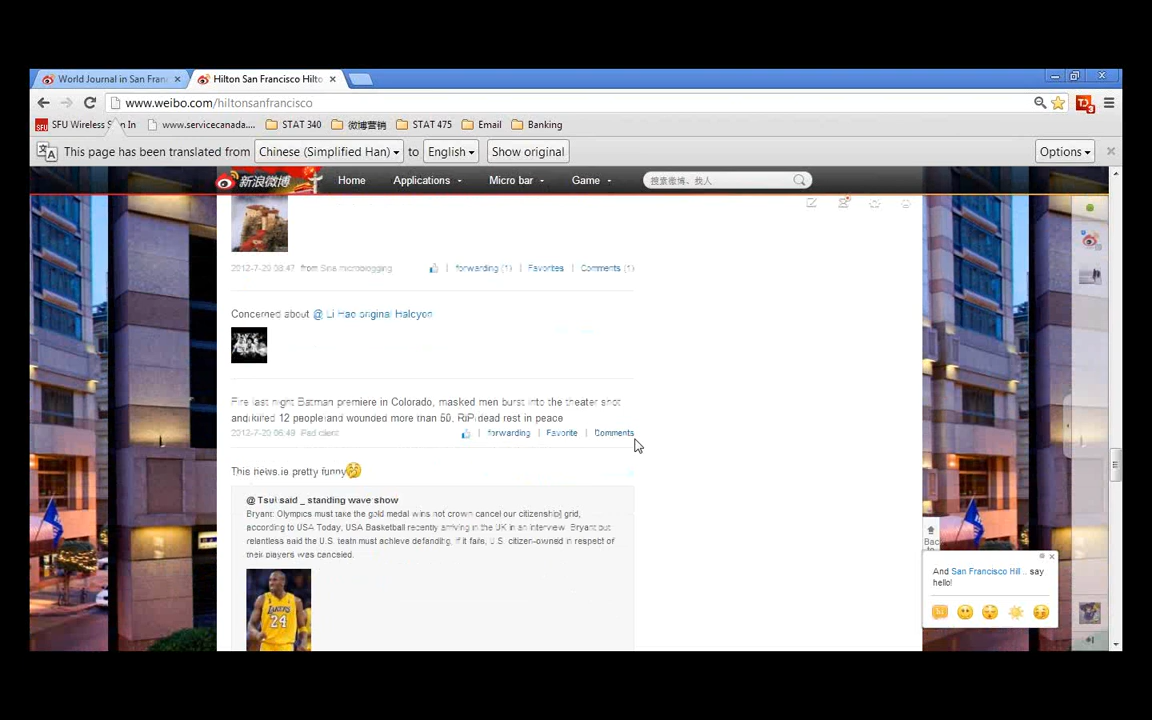 World Journal in San Fran
Hilton San Francisco Hilto
www.weibo.com/hiltonsanfrancisco
SFU Wireless Sign In
www.servicecanada....
STAT 340
微博营销
STAT 475
Email
Banking
This page has been translated from
Chinese (Simplified Han)
to
English
Show original
Options
新浪微博
Home
Applications
Micro bar
Game
搜索微博、找人
2012-7-20 08:47 from Sina microblogging
forwarding (1)
Favorites
Comments (1)
Concerned about @ Li Hao original Halcyon
Fire last night Batman premiere in Colorado, masked men burst into the theater shot
and killed 12 people and wounded more than 50, RIP dead rest in peace
2012-7-20 06:49 iPad client
forwarding
Favorite
Comments
This news is pretty funny
@ Tsui said _ standing wave show
Bryant: Olympics must take the gold medal wins not crown cancel our citizenship] grid,
according to USA Today, USA Basketball recently arriving in the UK in an interview. Bryant but
relentless said the U.S. team must achieve defending. If it fails, U.S. citizen-owned in respect of
their players was canceled.
LAKERS
24
Bac
And San Francisco Hill .. say
hello!